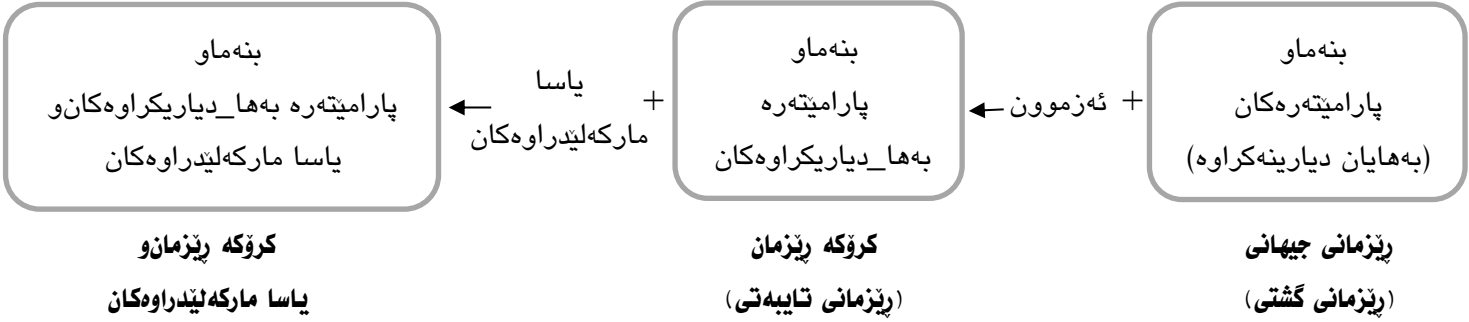 بنەماو
پارامێتەرەکان
(بەهایان دیارینەکراوە)
+ ئەزموون
بنەماو
پارامێتەرە
بەها_دیاریکراوەکان
+
یاسا
مارکەلێدراوەکان
بنەماو
پارامێتەرە بەها_دیاریکراوەکانو
یاسا مارکەلێدراوەکان
ڕێزمانی جیهانی
(ڕێزمانی گشتی)
کرۆکە ڕێزمان
(ڕێزمانی تایبەتی)
کرۆکە ڕێزمانو
یاسا مارکەلێدراوەکان